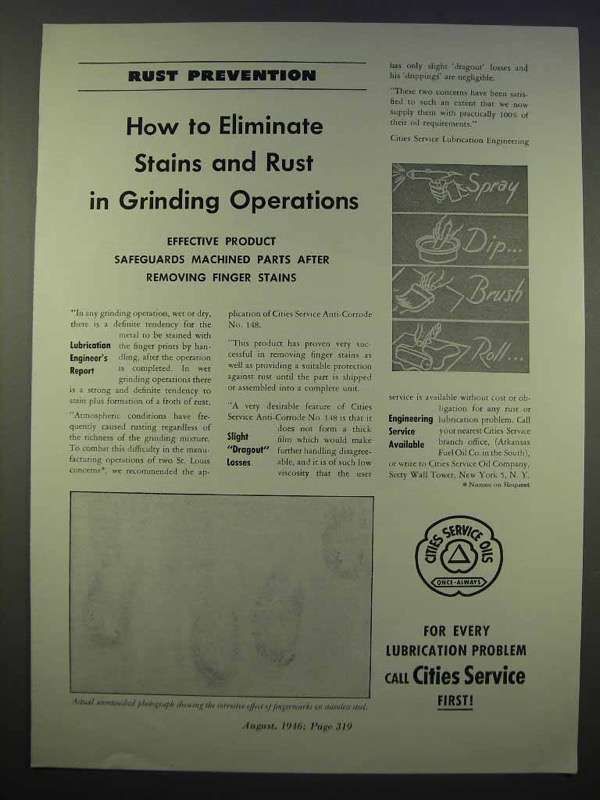 RUST PREVENTION
How to Eliminate
Stains and Rust
in Grinding Operations
EFFECTIVE PRODUCT
SAFEGUARDS MACHINED PARTS AFTER
REMOVING FINGER STAINS
"In any grinding operation, wet or dry,
there is a definite tendency for the
metal to be stained with
the finger prints by han-
dling, after the operation
is completed. In wet
grinding operations there
Lubrication
Engineer's
Report
is a strong and definite tendency to
stain plus formation of a froth of rust.
"Atmospheric conditions have fre-
quently caused rusting regardless of
the richness of the grinding mixture.
To combat this difficulty in the manu-
facturing operations of two St. Louis
concerns*, we recommended the ap-
plication of Cities Service Anti-Corrode
No. 148.
"This product has proven very suc-
cessful in removing finger stains as
well as providing a suitable protection
against rust until the part is shipped
or assembled into a complete unit.
"A very desirable feature of Cities
Service Anti-Corrode No. 148 is that it
does not form a thick
film which would make
further handling disagree-
able, and it is of such low
viscosity that the user
Slight
"Dragout"
Losses
has only slight 'dragout' losses and
his 'drippings' are negligible.
"These two concerns have been satis-
fied to such an extent that we now
supply them with practically 100% of
their oil requirements."
Cities Service Lubrication Engineering
Spray
Dip...
Brush
Roll...
service is available without cost or ob-
ligation for any rust or
lubrication problem. Call
your nearest Cities Service
branch office, (Arkansas
Fuel Oil Co. in the South),
Engineering
Service
Available
or write to Cities Service Oil Company,
Sixty Wall Tower, New York 5, N. Y.
* Names on Request
CITIES SERVICE OILS
ONCE-ALWAYS
FOR EVERY
LUBRICATION PROBLEM
CALL Cities Service
FIRST!
Actual unretouched photograph showing the corrosive effect of fingermarks on stainless steel.
August, 1946; Page 319